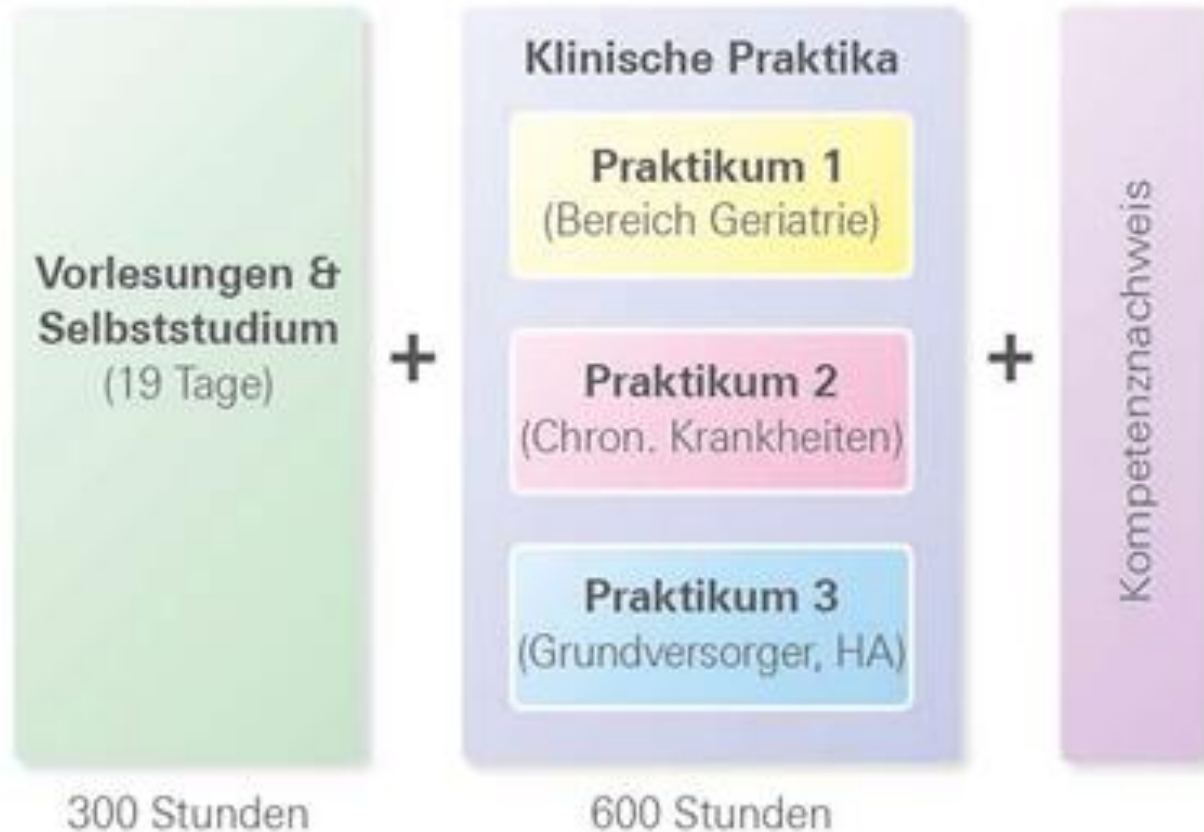 Vorlesungen &
Selbststudium
(19 Tage)
+
Klinische Praktika
Praktikum 1
(Bereich Geriatrie)
Praktikum 2
(Chron. Krankheiten)
Praktikum 3
(Grundversorger, HA)
+
Kompetenznachweis
300 Stunden
600 Stunden